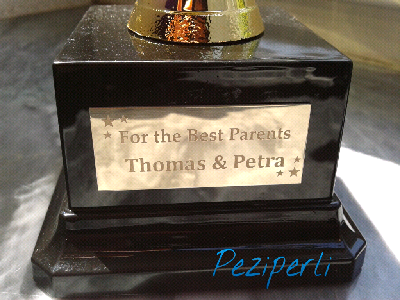 For the Best Parents
Thomas & Petra
Peziperli